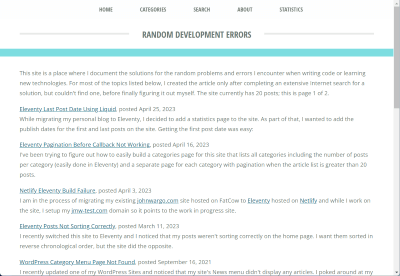 HOME CATEGORIES SEARCH ABOUT STATISTICS
RANDOM DEVELOPMENT ERRORS
This site is a place where I document the solutions for the random problems and errors I encounter when writing code or learning
new technologies. For most of the topics listed below, I created the article only after completing an extensive internet search for a
solution, but couldn't find one, before finally figuring it out myself. The site currently has 20 posts; this is page 1 of 2.
Eleventy Last Post Date Using Liquid, posted April 25, 2023
While migrating my personal blog to Eleventy, I decided to add a statistics page to the site. As part of that, I wanted to add the
publish dates for the first and last posts on the site. Getting the first post date was easy:
Eleventy Pagination Before Callback Not Working, posted April 16, 2023
I've been trying to figure out how to easily build a categories page for this site that lists all categories including the number of posts
per category (easily done in Eleventy) and a separate page for each category with pagination when the article list is greater than 20
posts.
Netlify Eleventy Build Failure, posted April 3, 2023
I am in the process of migrating my existing johnwargo.com site hosted on FatCow to Eleventy hosted on Netlify and while I work on
the site, I setup my jmw-test.com domain so it points to the work in progress site.
Eleventy Posts Not Sorting Correctly, posted March 11, 2023
I recently switched this site to Eleventy and I noticed that my posts weren't sorting correctly on the home page. I want them sorted in
reverse chronological order, but the site did the opposite.
WordPress Category Menu Page Not Found, posted September 16, 2021
I recently updated one of my WordPress Sites and noticed that my site's News menu didn't display any articles. I poked around at my